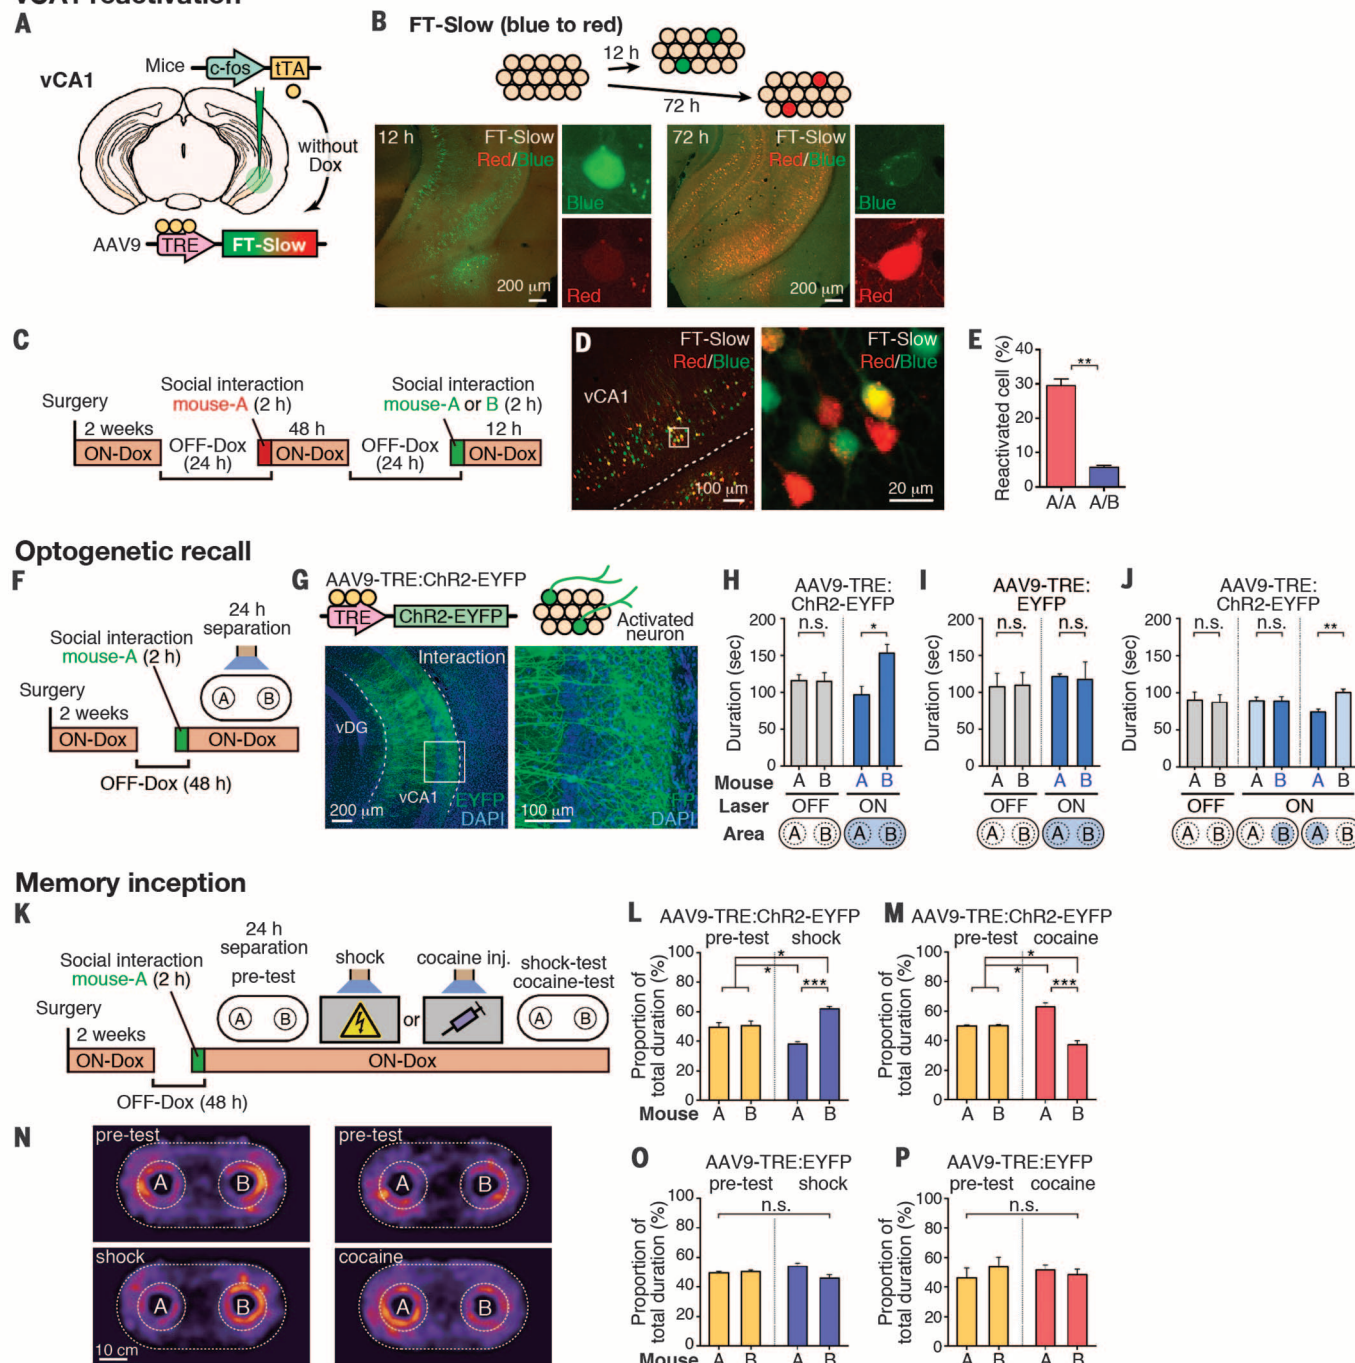 vCA1 reactivation
A
vCA1
Mice
c-fos
tTA
without
Dox
AAV9
TRE
FT-Slow
B
FT-Slow (blue to red)
12 h
72 h
12 h
FT-Slow
Red/Blue
200 μm
Blue
Red
72 h
FT-Slow
Red/Blue
200 μm
Blue
Red
C
Surgery
2 weeks
ON-Dox
OFF-Dox
(24 h)
Social interaction
mouse-A (2 h)
48 h
ON-Dox
OFF-Dox
(24 h)
Social interaction
mouse-A or B (2 h)
12 h
ON-Dox
D
FT-Slow
Red/Blue
vCA1
100 μm
FT-Slow
Red/Blue
20 μm
E
Reactivated cell (%)
40
30
20
10
0
**
A/A
A/B
Optogenetic recall
F
24 h
separation
Social interaction
mouse-A (2 h)
A
B
Surgery
2 weeks
ON-Dox
ON-Dox
OFF-Dox (48 h)
G
AAV9-TRE:ChR2-EYFP
TRE
ChR2-EYFP
Activated
neuron
Interaction
vDG
vCA1
EYFP
DAPI
200 μm
100 μm
FP
DAPI
H
AAV9-TRE:
ChR2-EYFP
Duration (sec)
200
150
100
50
0
n.s.
*
Mouse
A B A B
Laser
OFF ON
Area
A B A B
I
AAV9-TRE:
EYFP
Duration (sec)
200
150
100
50
0
n.s.
n.s.
A B A B
OFF ON
A B A B
J
AAV9-TRE:
ChR2-EYFP
Duration (sec)
200
150
100
50
0
n.s.
n.s.
**
A B A B A B
OFF ON
A B A B A B
Memory inception
K
24 h
separation
Social interaction
mouse-A (2 h)
pre-test
shock
cocaine inj.
shock-test
cocaine-test
A
B
or
A
B
Surgery
2 weeks
ON-Dox
ON-Dox
OFF-Dox (48 h)
L
AAV9-TRE:ChR2-EYFP
pre-test shock
Proportion of
total duration (%)
100
80
60
40
20
0
*
*
***
Mouse
A B A B
M
AAV9-TRE:ChR2-EYFP
pre-test cocaine
Proportion of
total duration (%)
100
80
60
40
20
0
*
*
***
A B A B
N
pre-test
A
B
pre-test
A
B
shock
A
B
10 cm
cocaine
A
B
O
AAV9-TRE:EYFP
pre-test shock
Proportion of
total duration (%)
100
80
60
40
20
0
n.s.
Mouse
A B A B
P
AAV9-TRE:EYFP
pre-test cocaine
Proportion of
total duration (%)
100
80
60
40
20
0
n.s.
A B A B